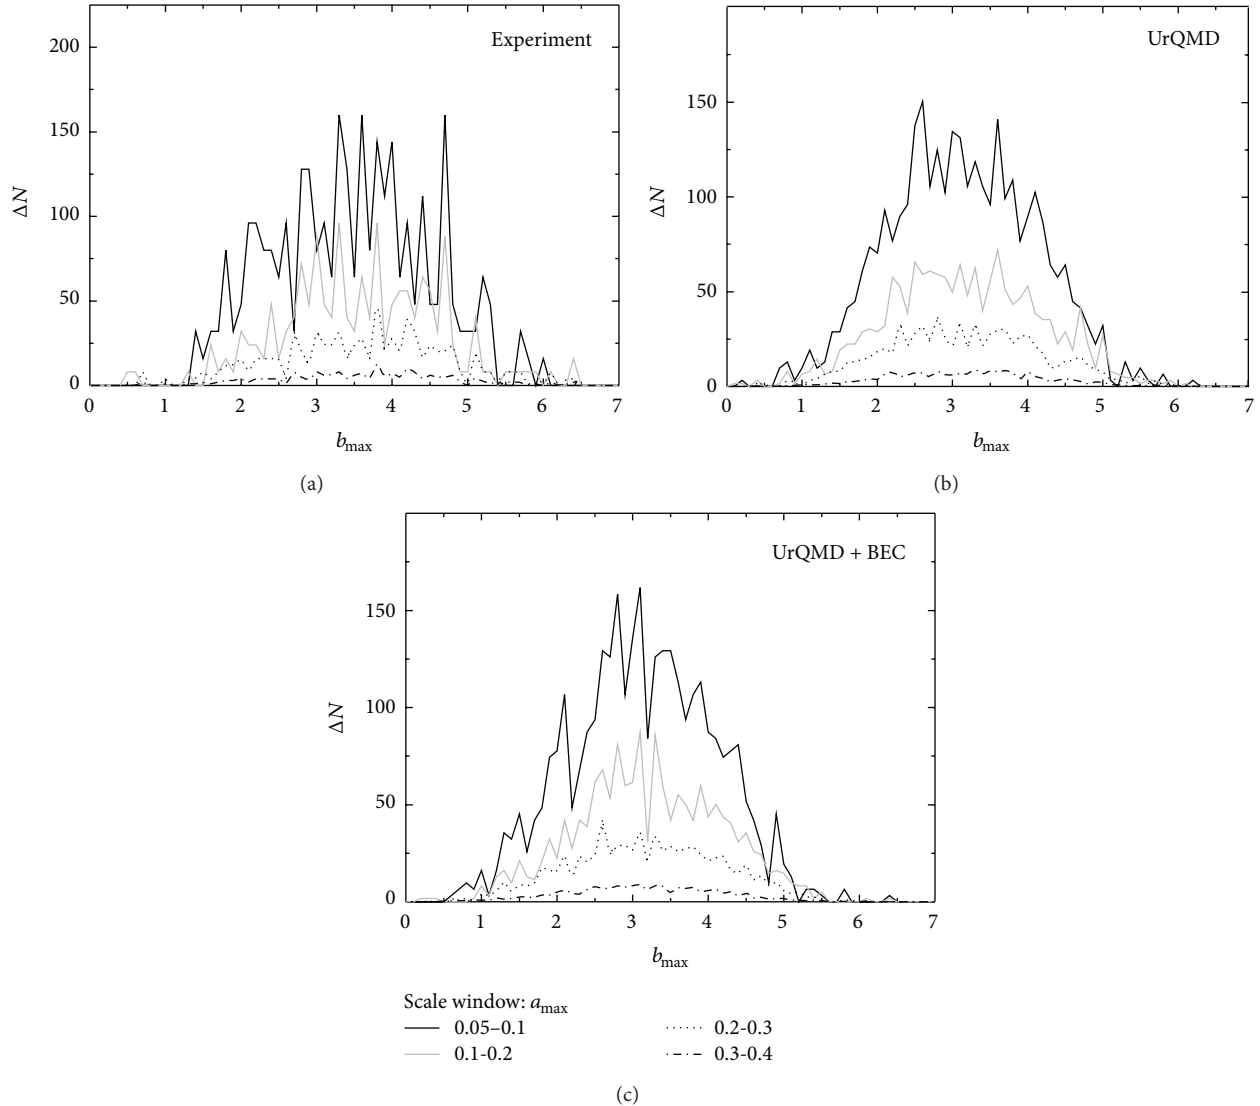 Experiment
200
150
100
50
0
ΔN
0 1 2 3 4 5 6 7
b_max
(a)
UrQMD
150
100
50
0
ΔN
0 1 2 3 4 5 6 7
b_max
(b)
UrQMD + BEC
150
100
50
0
ΔN
0 1 2 3 4 5 6 7
b_max
Scale window: a_max
0.05–0.1 0.2-0.3
0.1-0.2 0.3-0.4
(c)